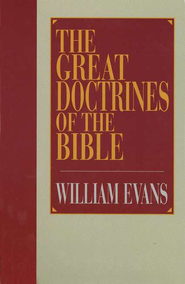 THE
GREAT
DOCTRINES
OF THE
BIBLE
WILLIAM EVANS